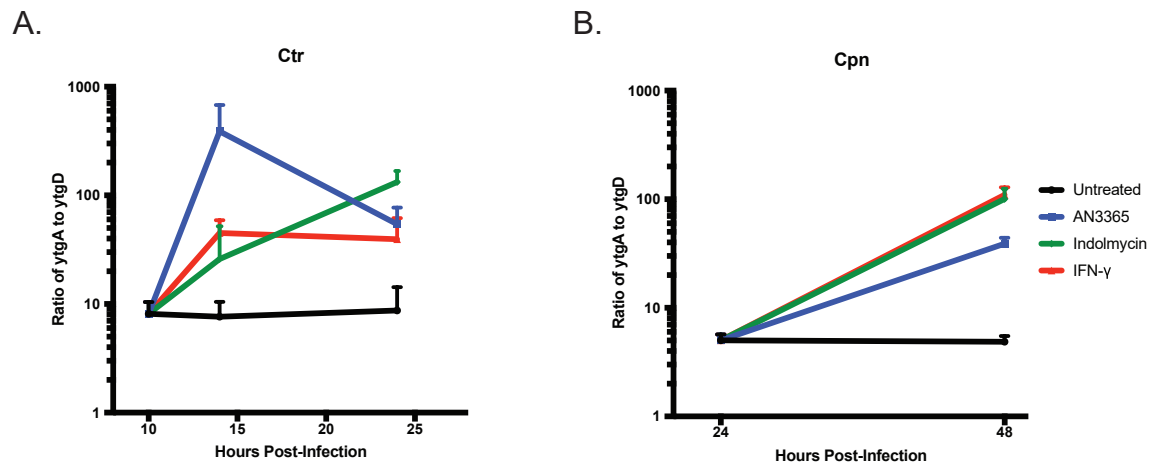 A.
Ctr
Ratio of ytgA to ytgD
1000
100
10
1
10
15
20
25
Hours Post-Infection
B.
Cpn
Ratio of ytgA to ytgD
1000
100
10
1
24
48
Hours Post-Infection
Untreated
AN3365
Indolmycin
IFN-γ